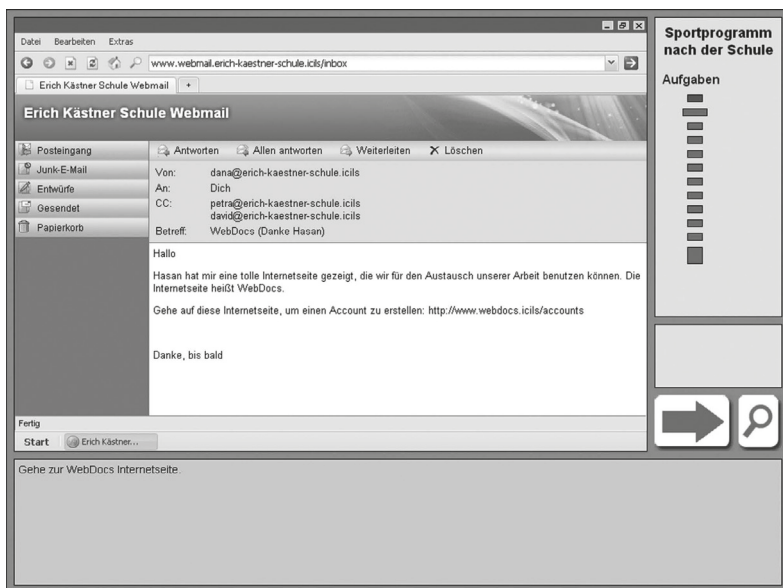 Datei Bearbeiten Extras
www.webmail.erich-kaestner-schule.icils/inbox
Erich Kästner Schule Webmail +
Erich Kästner Schule Webmail
Posteingang
Junk-E-Mail
Entwürfe
Gesendet
Papierkorb
Antworten Allen antworten Weiterleiten Löschen
Von: dana@erich-kaestner-schule.icils
An: Dich
CC: petra@erich-kaestner-schule.icils
david@erich-kaestner-schule.icils
Betreff: WebDocs (Danke Hasan)
Hallo
Hasan hat mir eine tolle Internetseite gezeigt, die wir für den Austausch unserer Arbeit benutzen können. Die
Internetseite heißt WebDocs.
Gehe auf diese Internetseite, um einen Account zu erstellen: http://www.webdocs.icils/accounts
Danke, bis bald
Fertig
Start Erich Kästner...
Sportprogramm
nach der Schule
Aufgaben
Gehe zur WebDocs Internetseite.